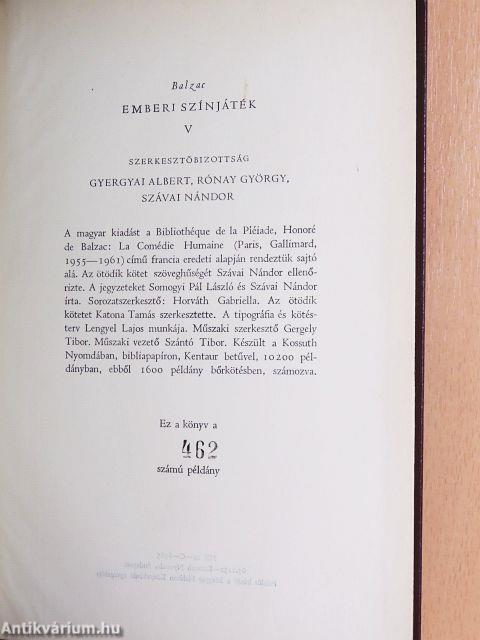 Balzac
EMBERI SZÍNJÁTÉK
V
SZERKESZTŐBIZOTTSÁG
GYERGYAI ALBERT, RÓNAY GYÖRGY,
SZÁVAI NÁNDOR
A magyar kiadást a Bibliothéque de la Pléiade, Honoré
de Balzac: La Comédie Humaine (Paris, Gallimard,
1955—1961) című francia eredeti alapján rendeztük sajtó
alá. Az ötödik kötet szöveghűségét Szávai Nándor ellenő-
rizte. A jegyzeteket Somogyi Pál László és Szávai Nándor
írta. Sorozatszerkesztő: Horváth Gabriella. Az ötödik
kötetet Katona Tamás szerkesztette. A tipográfia és kötés-
terv Lengyel Lajos munkája. Műszaki szerkesztő Gergely
Tibor. Műszaki vezető Szántó Tibor. Készült a Kossuth
Nyomdában, bibliapapíron, Kentaur betűvel, 10200 pél-
dányban, ebből 1600 példány bőrkötésben, számozva.
Ez a könyv a
462
számú példány
Antikvárium.hu